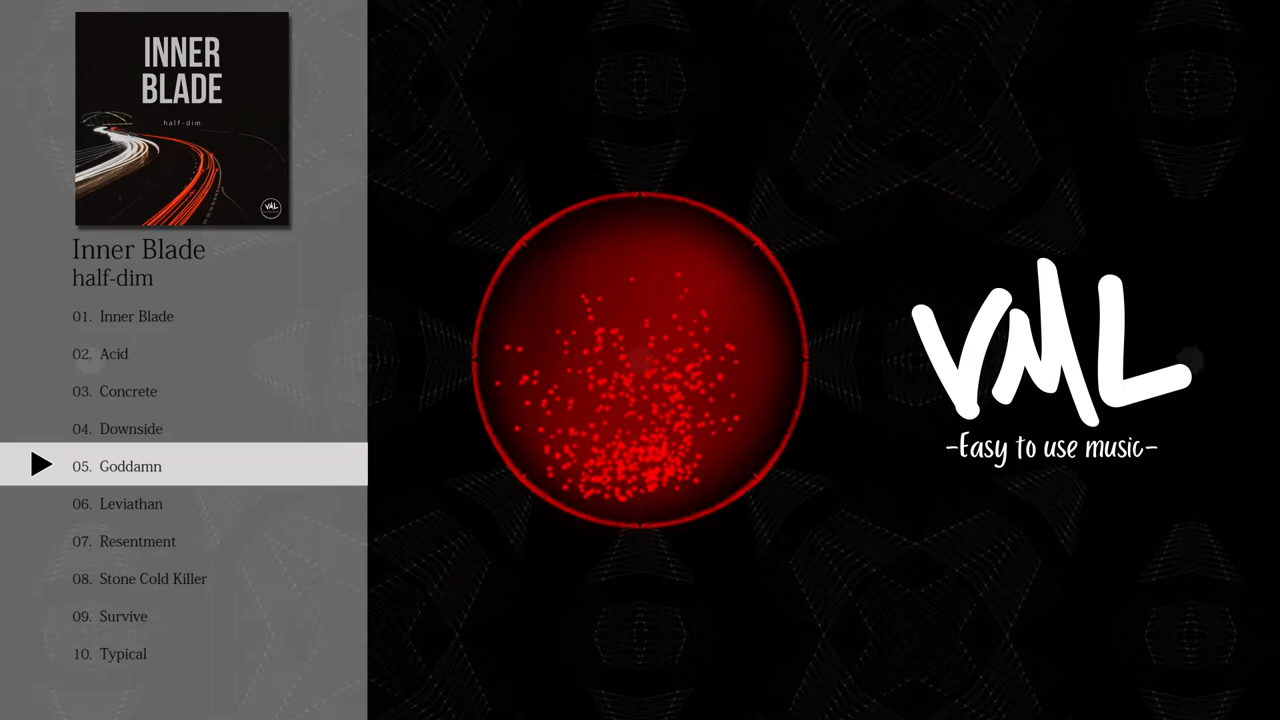 INNER
BLADE
half-dim
VML
Inner Blade
half-dim
01. Inner Blade
02. Acid
03. Concrete
04. Downside
05. Goddamn
06. Leviathan
07. Resentment
08. Stone Cold Killer
09. Survive
10. Typical
VML
-Easy to use music-